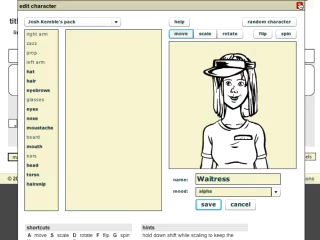 edit character
Josh Kemble's pack
help
random character
move scale rotate flip spin
right arm
prop
left arm
hat
hair
eyebrows
glasses
eyes
nose
moustache
beard
mouth
ears
head
torso
hairswip
name: Waitress
mood: alpha
save cancel
shortcuts
hints
A move S scale D rotate F flip G spin
hold down shift while scaling to keep the